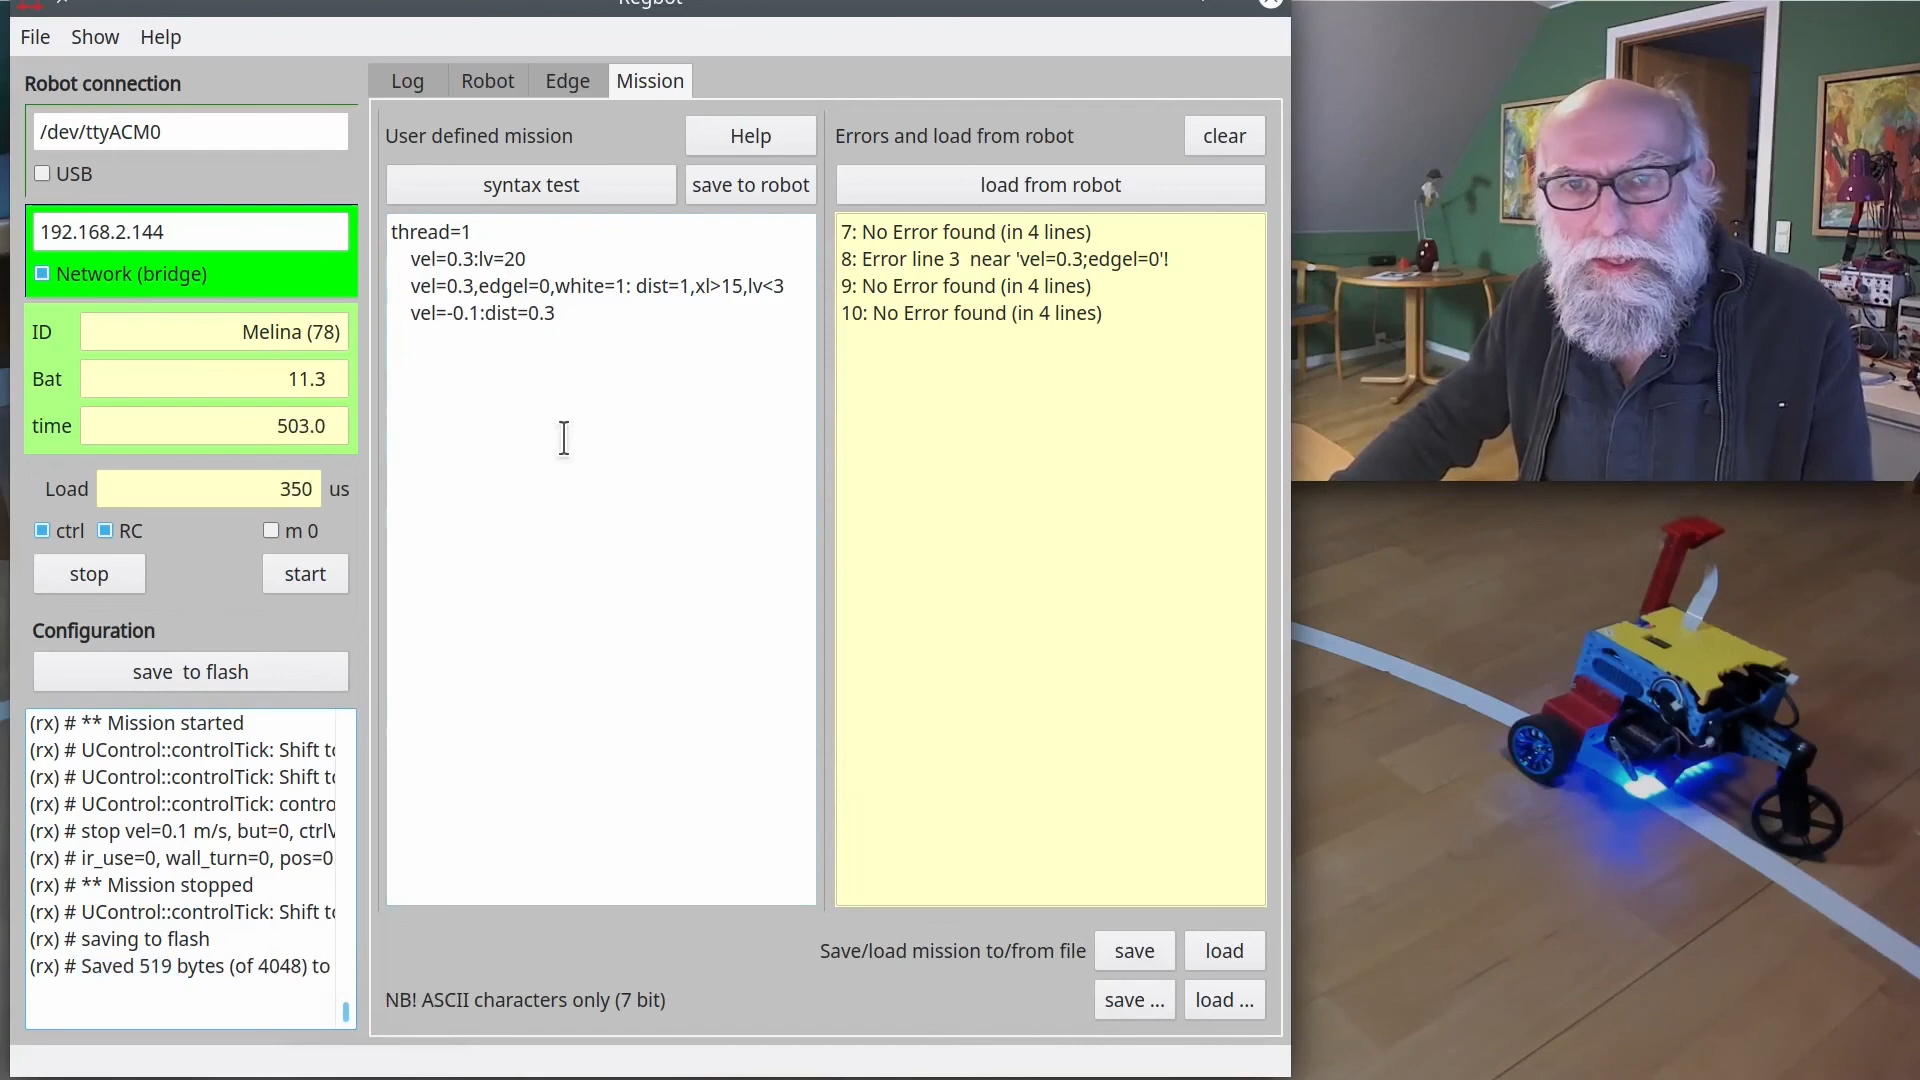 Regbot
File Show Help
Robot connection
/dev/ttyACM0
USB
192.168.2.144
Network (bridge)
ID Melina (78)
Bat 11.3
time 503.0
Load 350 us
ctrl RC m 0
stop start
Configuration
save to flash
(rx) # ** Mission started
(rx) # UControl::controlTick: Shift to
(rx) # UControl::controlTick: Shift to
(rx) # UControl::controlTick: contro
(rx) # stop vel=0.1 m/s, but=0, ctrlV
(rx) # ir_use=0, wall_turn=0, pos=0
(rx) # ** Mission stopped
(rx) # UControl::controlTick: Shift to
(rx) # saving to flash
(rx) # Saved 519 bytes (of 4048) to
Log Robot Edge Mission
User defined mission Help
syntax test save to robot
thread=1
vel=0.3:lv=20
vel=0.3,edgel=0,white=1: dist=1,xl>15,lv<3
vel=-0.1:dist=0.3
Errors and load from robot clear
load from robot
7: No Error found (in 4 lines)
8: Error line 3  near 'vel=0.3;edgel=0'!
9: No Error found (in 4 lines)
10: No Error found (in 4 lines)
Save/load mission to/from file save load
NB! ASCII characters only (7 bit) save ... load ...